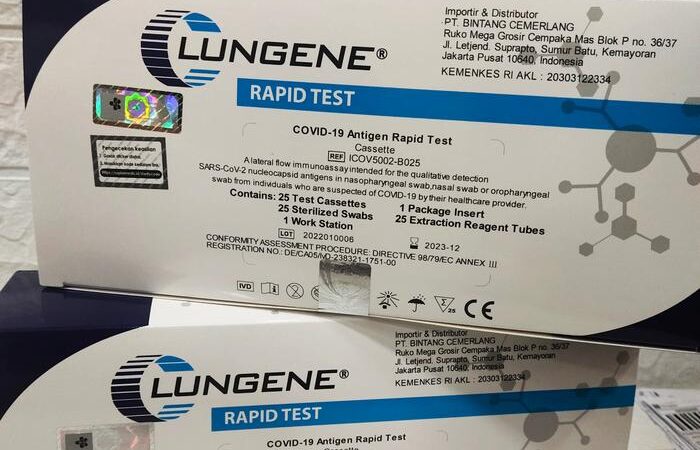 CLUNGENE®
Importir & Distributor
PT. BINTANG CEMERLANG
Ruko Mega Grosir Cempaka Mas Blok P no. 36/37
Jl. Letjend. Suprapto, Sumur Batu, Kemayoran
Jakarta Pusat 10640, Indonesia
KEMENKES RI AKL : 20303122334
RAPID TEST
Pengecekan keaslian
COVID-19 Antigen Rapid Test
Cassette
REF ICOV5002-B025
A lateral flow immunoassay intended for the qualitative detection
SARS-CoV-2 nucleocapsid antigens in nasopharyngeal swab, nasal swab or oropharyngeal
swab from individuals who are suspected of COVID-19 by their healthcare provider.
Contains: 25 Test Cassettes 1 Package Insert
25 Sterilized Swabs 25 Extraction Reagent Tubes
1 Work Station
LOT 2022010006 2023-12
CONFORMITY ASSESSMENT PROCEDURE: DIRECTIVE 98/79/EC ANNEX III
REGISTRATION NO.: DE/CA05/IVD-238321-1751-00
IVD 25 CE
CLUNGENE®
Importir & Distributor
PT. BINTANG CEMERLANG
Ruko Mega Grosir Cempaka Mas Blok P no. 36/37
Jl. Letjend. Suprapto, Sumur Batu, Kemayoran
Jakarta Pusat 10640, Indonesia
KEMENKES RI AKL : 20303122334
RAPID TEST
COVID-19 Antigen Rapid Test
Cassette